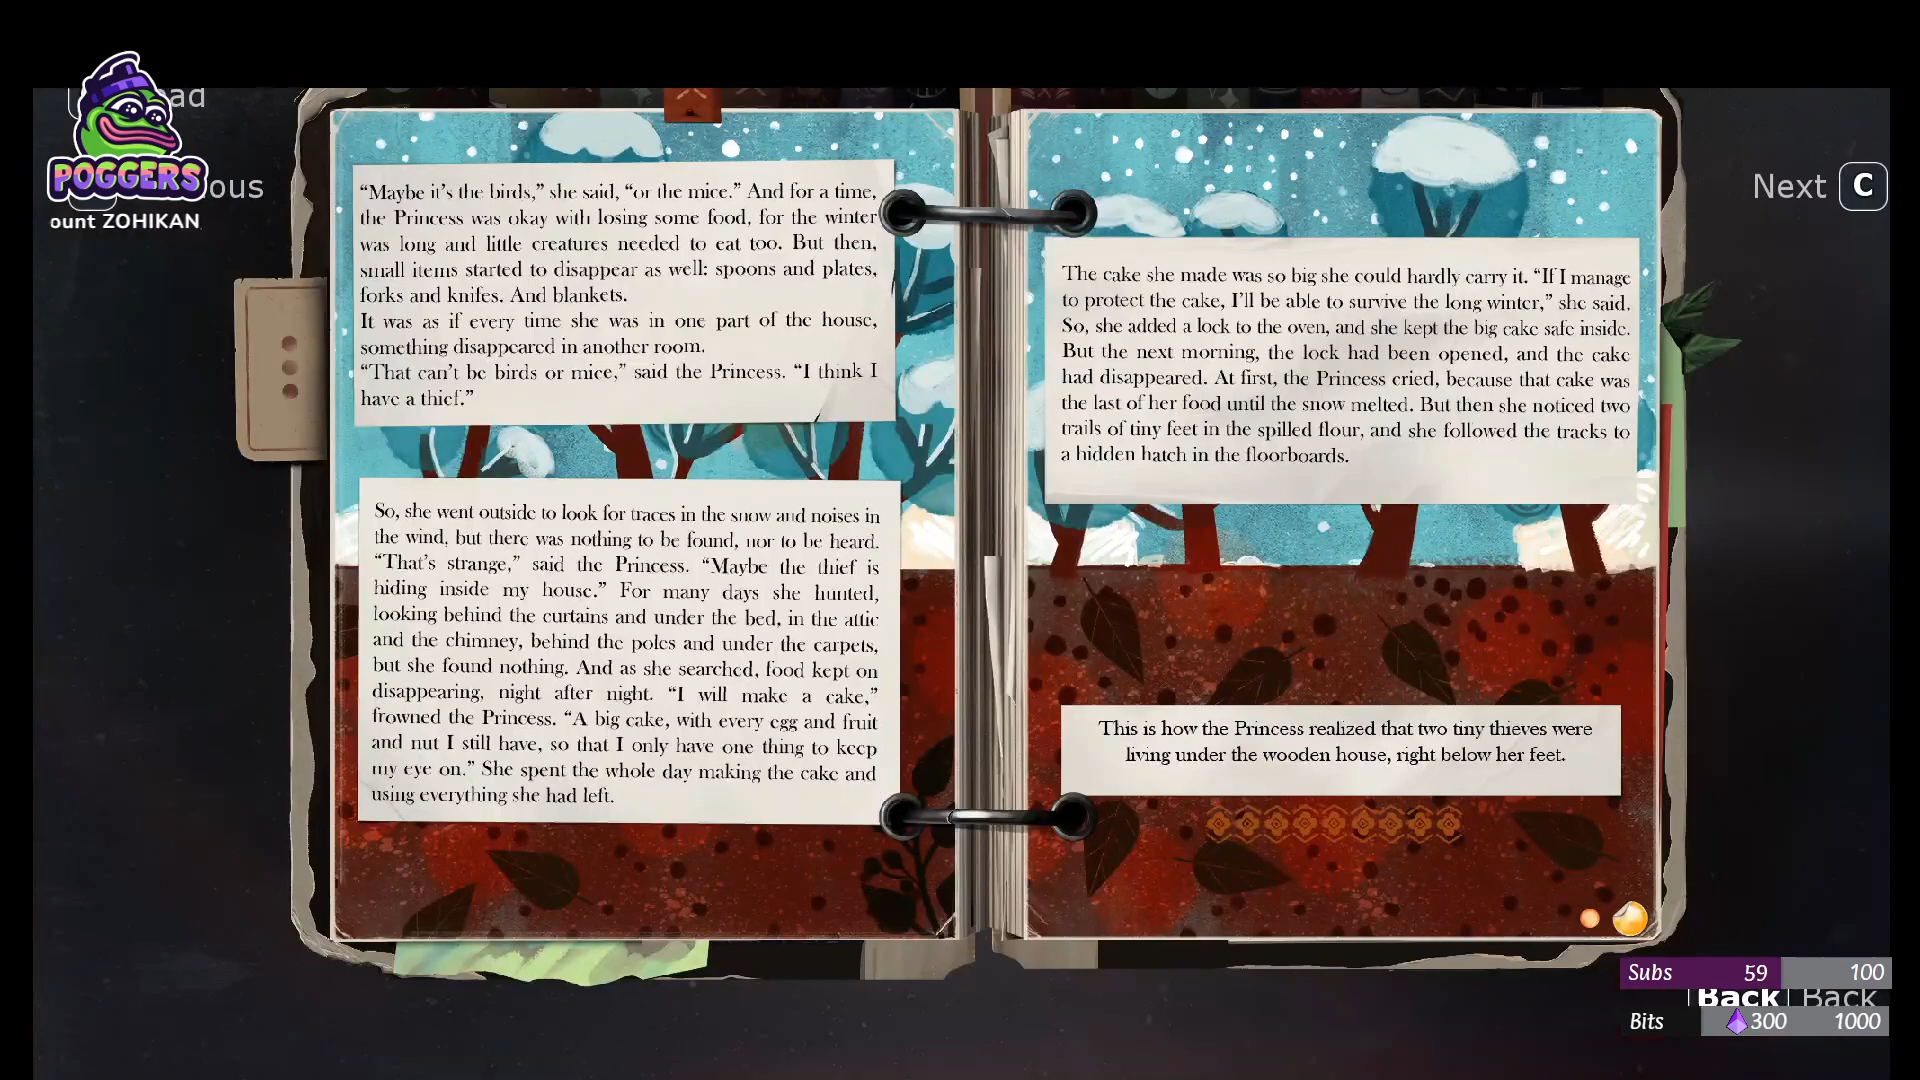 POGGERS
ount ZOHIKAN
ad
ous
“Maybe it’s the birds,” she said, “or the mice.” And for a time,
the Princess was okay with losing some food, for the winter
was long and little creatures needed to eat too. But then,
small items started to disappear as well: spoons and plates,
forks and knifes. And blankets.
It was as if every time she was in one part of the house,
something disappeared in another room.
“That can’t be birds or mice,” said the Princess. “I think I
have a thief.”
So, she went outside to look for traces in the snow and noises in
the wind, but there was nothing to be found, nor to be heard.
“That’s strange,” said the Princess. “Maybe the thief is
hiding inside my house.” For many days she hunted,
looking behind the curtains and under the bed, in the attic
and the chimney, behind the poles and under the carpets,
but she found nothing. And as she searched, food kept on
disappearing, night after night. “I will make a cake,”
frowned the Princess. “A big cake, with every egg and fruit
and nut I still have, so that I only have one thing to keep
my eye on.” She spent the whole day making the cake and
using everything she had left.
The cake she made was so big she could hardly carry it. “If I manage
to protect the cake, I’ll be able to survive the long winter,” she said.
So, she added a lock to the oven, and she kept the big cake safe inside.
But the next morning, the lock had been opened, and the cake
had disappeared. At first, the Princess cried, because that cake was
the last of her food until the snow melted. But then she noticed two
trails of tiny feet in the spilled flour, and she followed the tracks to
a hidden hatch in the floorboards.
This is how the Princess realized that two tiny thieves were
living under the wooden house, right below her feet.
Next C
Subs 59 100
Back Back
Bits 300 1000